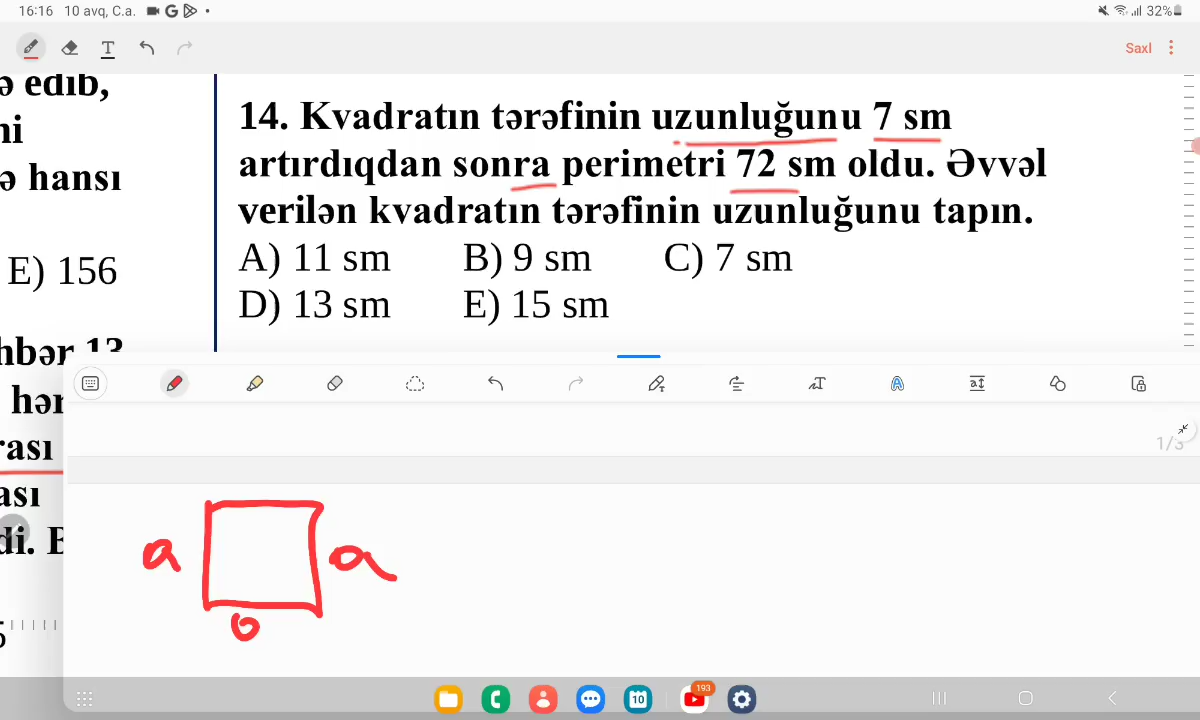 16:16 10 avq, C.a. 32%
Saxl
ə edib,
14. Kvadratın tərəfinin uzunluğunu 7 sm
artırdıqdan sonra perimetri 72 sm oldu. Əvvəl
verilən kvadratın tərəfinin uzunluğunu tapın.
A) 11 sm B) 9 sm C) 7 sm
D) 13 sm E) 15 sm
ə hansı
E) 156
hbər 13
hər
rası
ası
di. B
1/3
a a
10 193